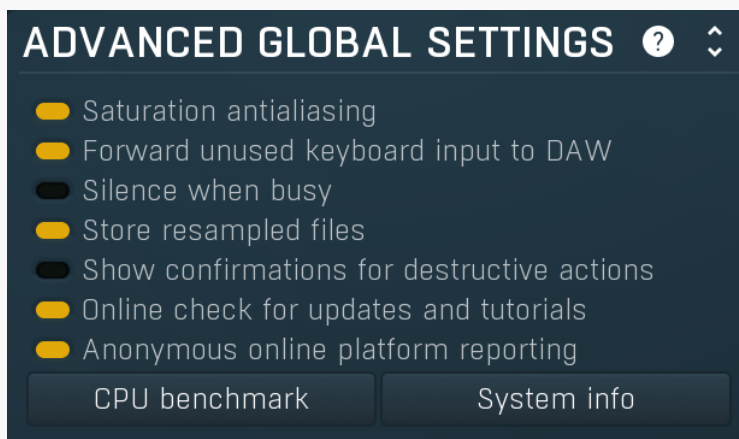 ADVANCED GLOBAL SETTINGS ?
Saturation antialiasing
Forward unused keyboard input to DAW
Silence when busy
Store resampled files
Show confirmations for destructive actions
Online check for updates and tutorials
Anonymous online platform reporting
CPU benchmark System info